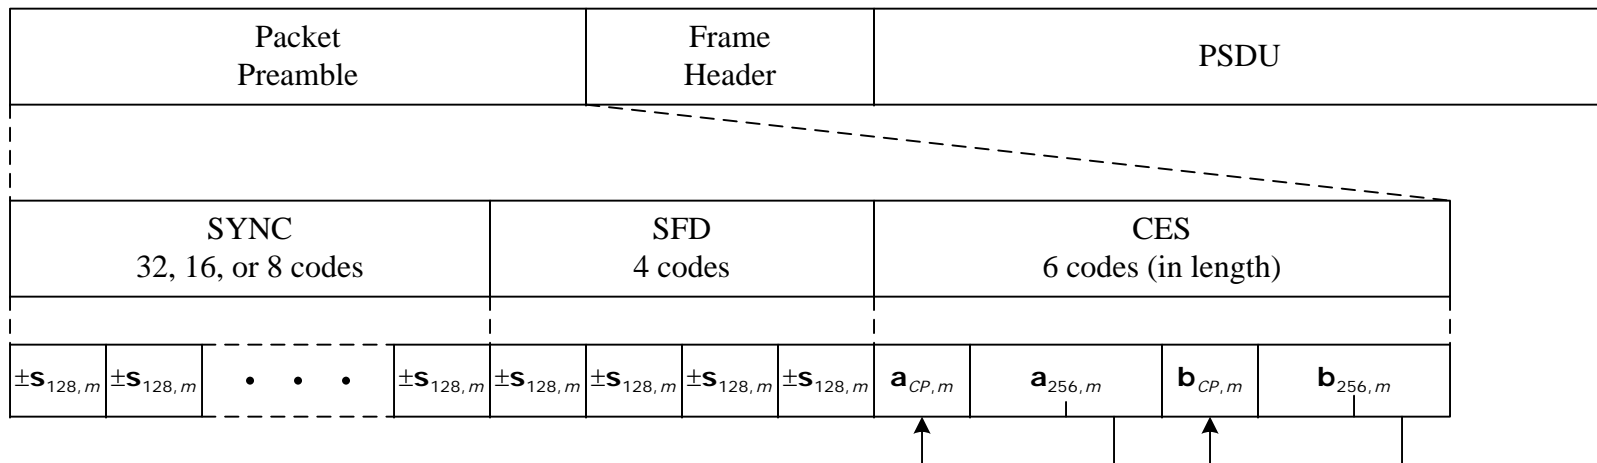 Packet
Preamble
Frame
Header
PSDU
SYNC
32, 16, or 8 codes
SFD
4 codes
CES
6 codes (in length)
±s128,m ±s128,m • • • ±s128,m ±s128,m ±s128,m ±s128,m ±s128,m aCP,m a256,m bCP,m b256,m